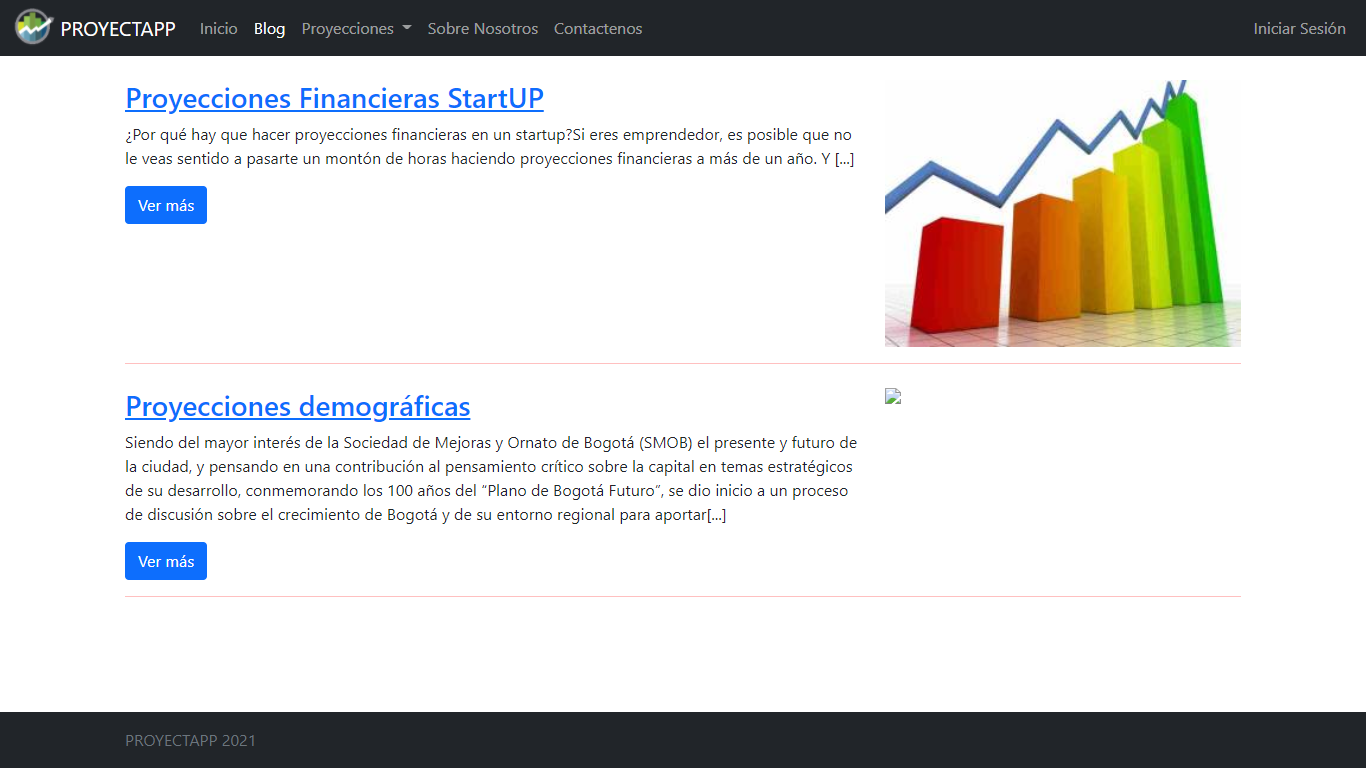 PROYECTAPP Inicio Blog Proyecciones Sobre Nosotros Contactenos Iniciar Sesión
Proyecciones Financieras StartUP
¿Por qué hay que hacer proyecciones financieras en un startup?Si eres emprendedor, es posible que no
le veas sentido a pasarte un montón de horas haciendo proyecciones financieras a más de un año. Y [...]
Ver más
Proyecciones demográficas
Siendo del mayor interés de la Sociedad de Mejoras y Ornato de Bogotá (SMOB) el presente y futuro de
la ciudad, y pensando en una contribución al pensamiento crítico sobre la capital en temas estratégicos
de su desarrollo, conmemorando los 100 años del “Plano de Bogotá Futuro”, se dio inicio a un proceso
de discusión sobre el crecimiento de Bogotá y de su entorno regional para aportar[...]
Ver más
PROYECTAPP 2021